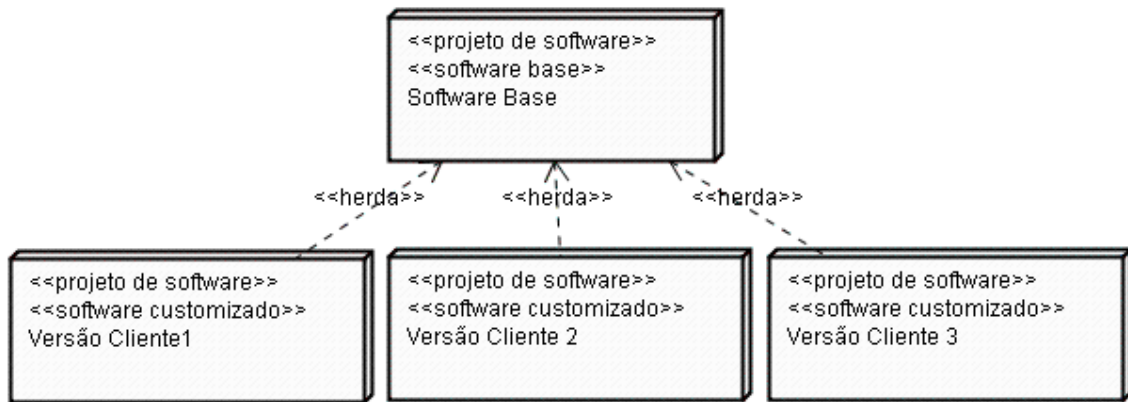 <<projeto de software>>
<<software base>>
Software Base
<<herda>>
<<herda>>
<<herda>>
<<projeto de software>>
<<software customizado>>
Versão Cliente1
<<projeto de software>>
<<software customizado>>
Versão Cliente 2
<<projeto de software>>
<<software customizado>>
Versão Cliente 3